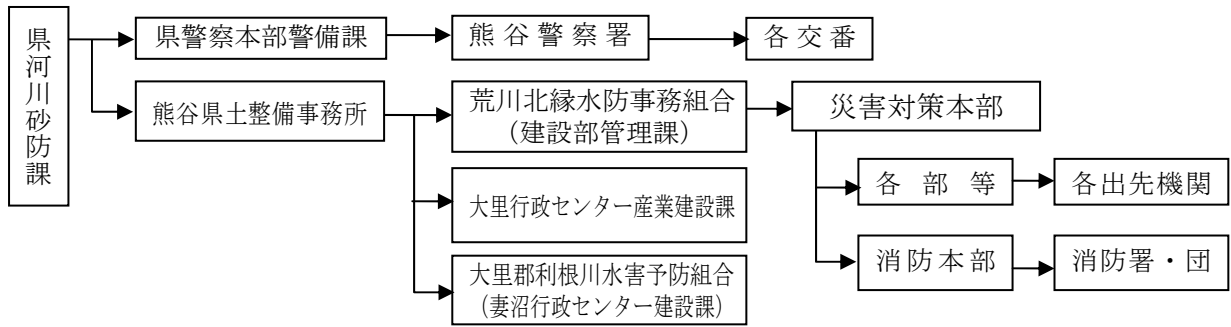 県河川砂防課
県警察本部警備課
熊谷警察署
各交番
熊谷県土整備事務所
荒川北縁水防事務組合
（建設部管理課）
災害対策本部
各部等
各出先機関
大里行政センター産業建設課
消防本部
消防署・団
大里郡利根川水害予防組合
（妻沼行政センター建設課）